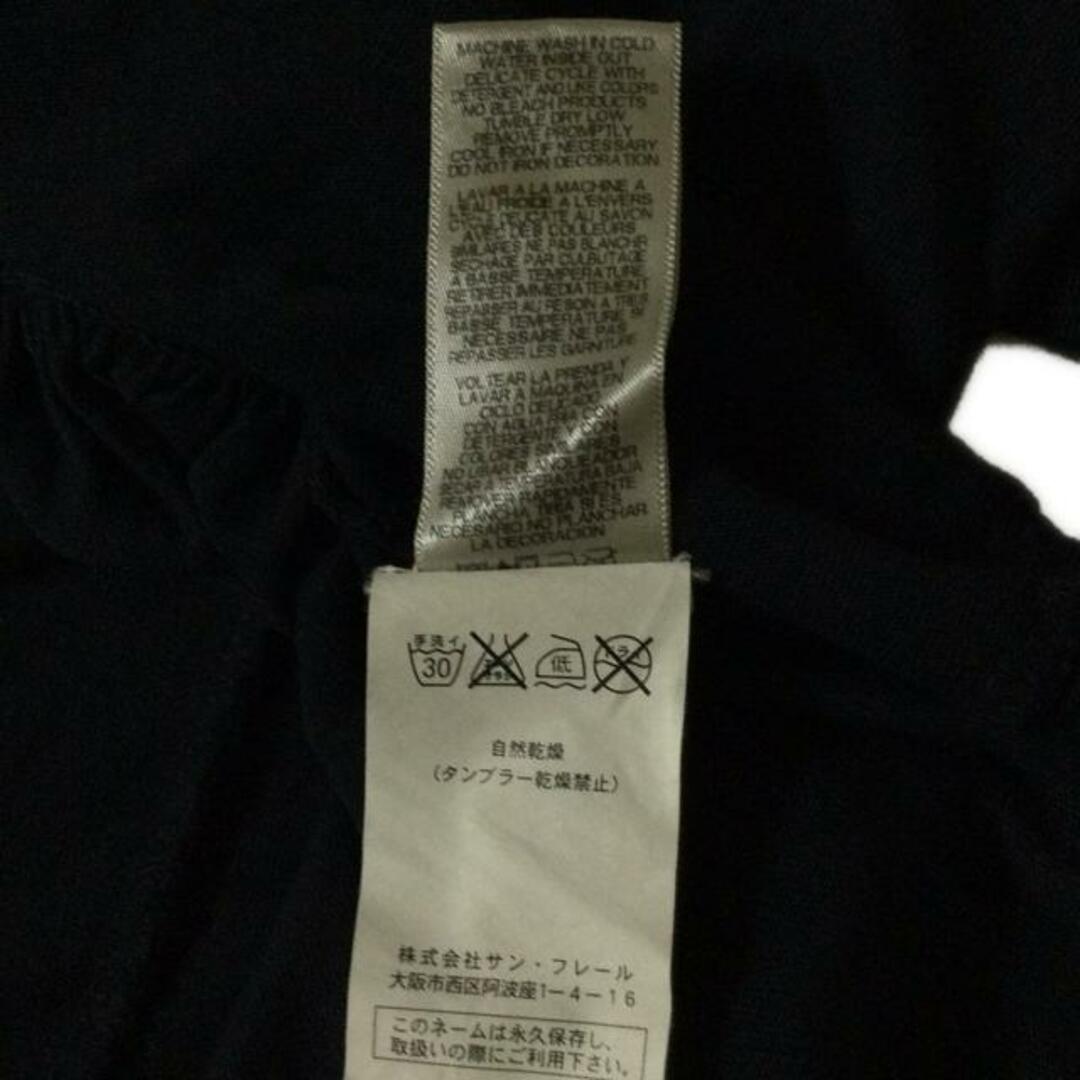 MACHINE WASH IN COLD
WATER INSIDE OUT
DELICATE CYCLE WITH
DETERGENT AND LIKE COLORS
NO BLEACH PRODUCTS
TUMBLE DRY LOW
REMOVE PROMPTLY
COOL IRON IF NECESSARY
DO NOT IRON DECORATION
LAVAR A LA MACHINE A
L'EAU FROIDE A L'ENVERS
CYCLE DELICATE AU SAVON
AVEC DES COULEURS
SIMILARES NE PAS BLANCHIR
SECHAGE PAR CULBUTAGE
A BASSE TEMPERATURE
RETIRER IMMEDIATEMENT
REPASSER AU BESOIN A TRES
BASSE TEMPERATURE SI
NECESSAIRE NE PAS
REPASSER LES GARNITURE
VOLTEAR LA PRENDA Y
LAVAR A MAQUINA EN
CICLO DELICADO
CON AGUA FRIA CON
COLORES
NO USAR
TEMPERATURA BAJA
REMOVER RAPIDAMENTE
PLANCHA TIBIA SI ES
NECESARIO NO PLANCHAR
LA DECORACION
手洗イ
30
低
自然乾燥
(タンブラー乾燥禁止)
株式会社サン・フレール
大阪市西区阿波座1-4-16
このネームは永久保存し、
取扱いの際にご利用下さい。